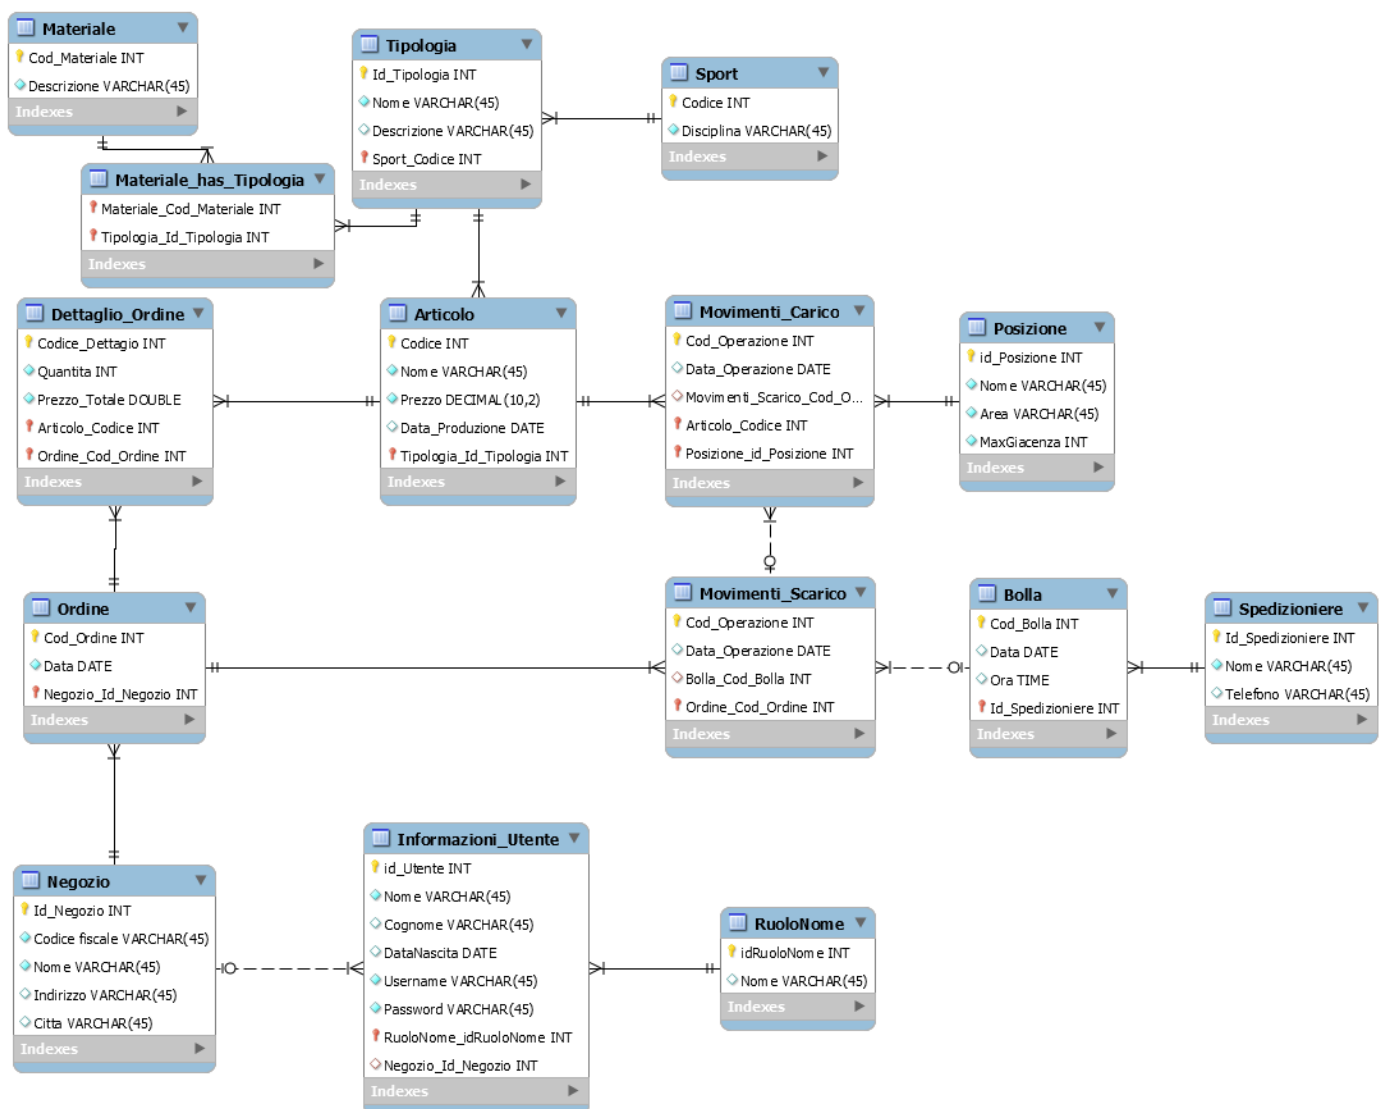 Materiale
Cod_Materiale INT
Descrizione VARCHAR(45)
Indexes
Tipologia
Id_Tipologia INT
Nome VARCHAR(45)
Descrizione VARCHAR(45)
Sport_Codice INT
Indexes
Sport
Codice INT
Disciplina VARCHAR(45)
Indexes
Materiale_has_Tipologia
Materiale_Cod_Materiale INT
Tipologia_Id_Tipologia INT
Indexes
Dettaglio_Ordine
Codice_Dettagio INT
Quantita INT
Prezzo_Totale DOUBLE
Articolo_Codice INT
Ordine_Cod_Ordine INT
Indexes
Articolo
Codice INT
Nome VARCHAR(45)
Prezzo DECIMAL(10,2)
Data_Produzione DATE
Tipologia_Id_Tipologia INT
Indexes
Movimenti_Carico
Cod_Operazione INT
Data_Operazione DATE
Movimenti_Scarico_Cod_O...
Articolo_Codice INT
Posizione_id_Posizione INT
Indexes
Posizione
id_Posizione INT
Nome VARCHAR(45)
Area VARCHAR(45)
MaxGiacenza INT
Indexes
Ordine
Cod_Ordine INT
Data DATE
Negozio_Id_Negozio INT
Indexes
Movimenti_Scarico
Cod_Operazione INT
Data_Operazione DATE
Bolla_Cod_Bolla INT
Ordine_Cod_Ordine INT
Indexes
Bolla
Cod_Bolla INT
Data DATE
Ora TIME
Id_Spedizioniere INT
Indexes
Spedizioniere
Id_Spedizioniere INT
Nome VARCHAR(45)
Telefono VARCHAR(45)
Indexes
Negozio
Id_Negozio INT
Codice fiscale VARCHAR(45)
Nome VARCHAR(45)
Indirizzo VARCHAR(45)
Citta VARCHAR(45)
Indexes
Informazioni_Utente
id_Utente INT
Nome VARCHAR(45)
Cognome VARCHAR(45)
DataNascita DATE
Username VARCHAR(45)
Password VARCHAR(45)
RuoloNome_idRuoloNome INT
Negozio_Id_Negozio INT
Indexes
RuoloNome
idRuoloNome INT
Nome VARCHAR(45)
Indexes